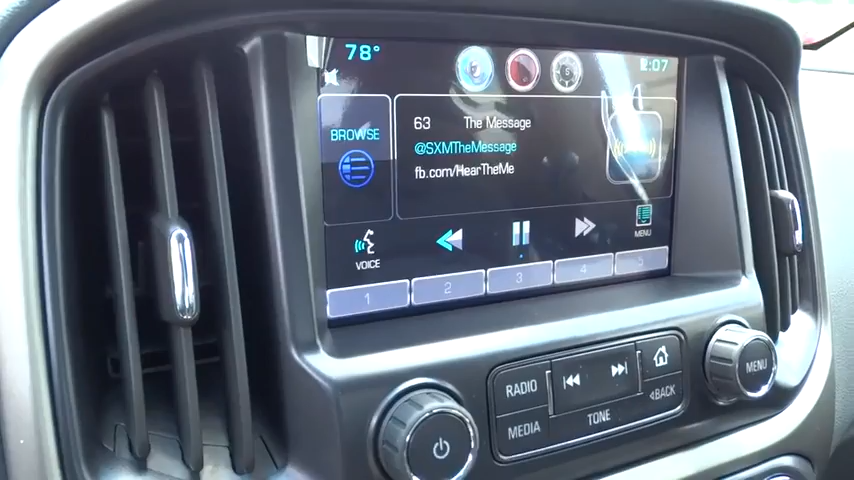 78°
:07
BROWSE
63 The Message
@SXMTheMessage
fb.com/HearTheMe
VOICE
MENU
1 2 3 4 5
RADIO
MEDIA
TONE
BACK
MENU